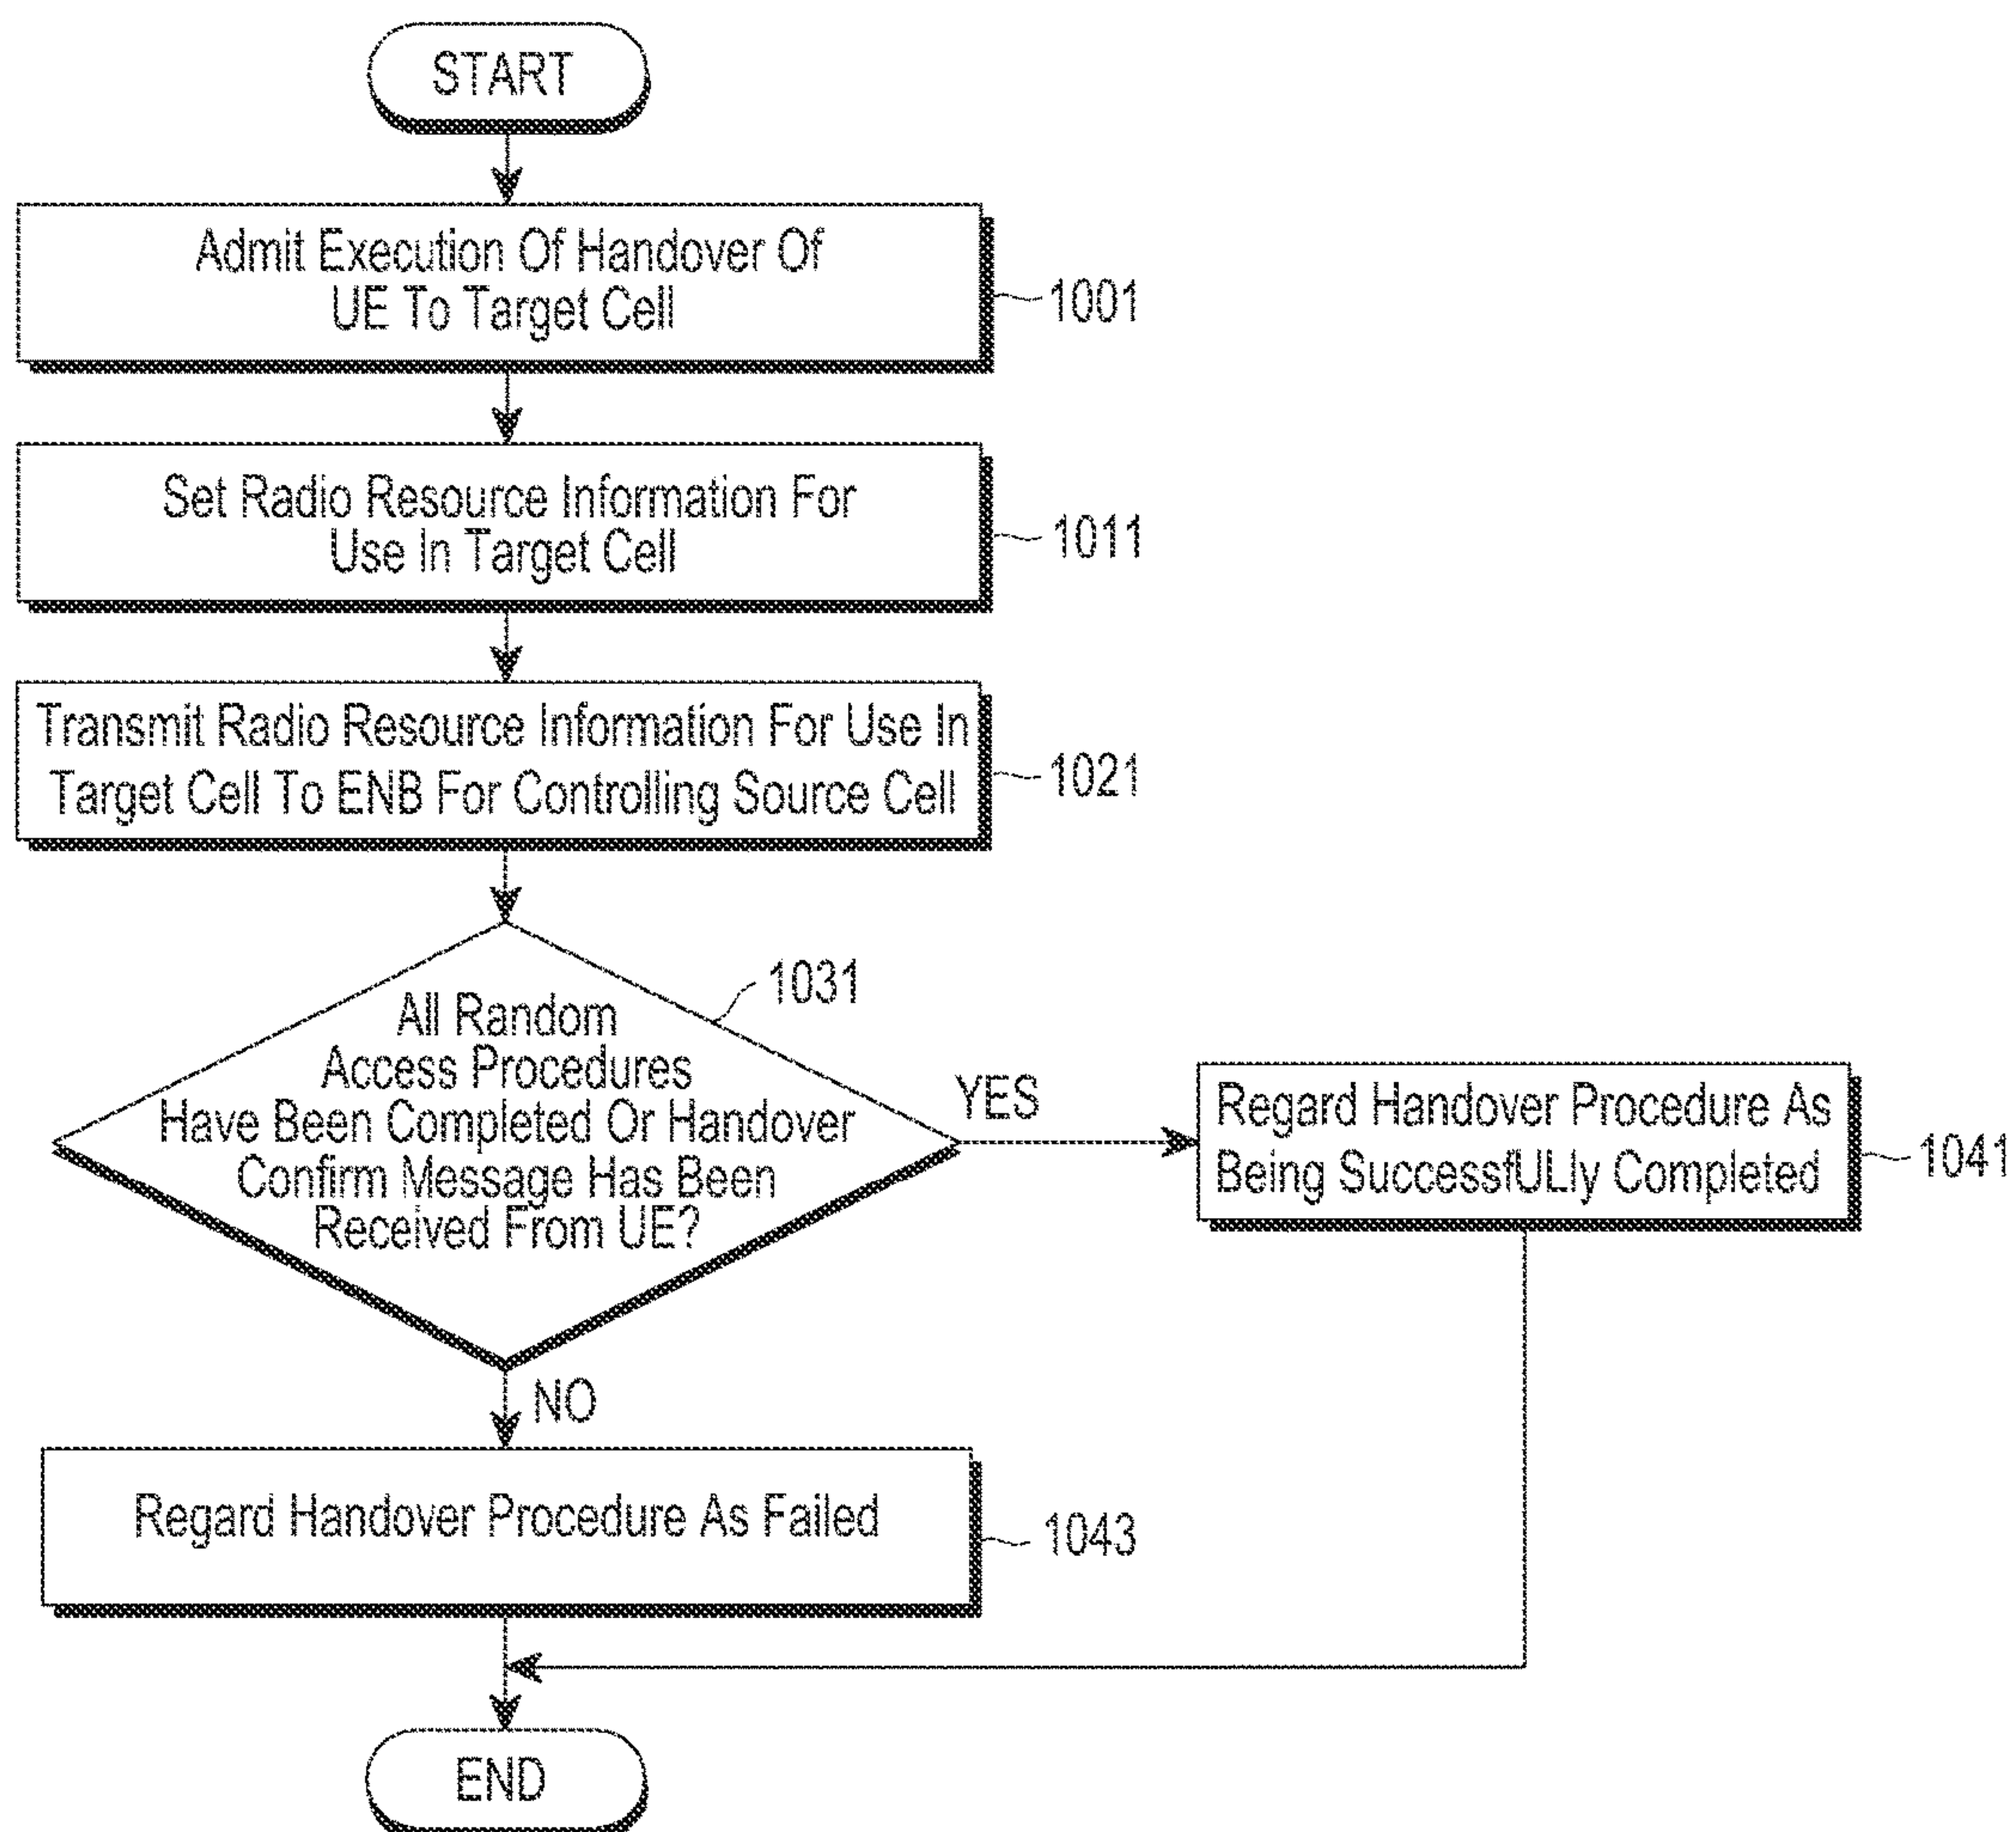 START
Admit Execution Of Handover Of
UE To Target Cell
1001
Set Radio Resource Information For
Use In Target Cell
1011
Transmit Radio Resource Information For Use In
Target Cell To ENB For Controlling Source Cell
1021
1031
All Random
Access Procedures
Have Been Completed Or Handover
Confirm Message Has Been
Received From UE?
YES
Regard Handover Procedure As
Being SuccessfULly Completed
1041
NO
Regard Handover Procedure As Failed
1043
END